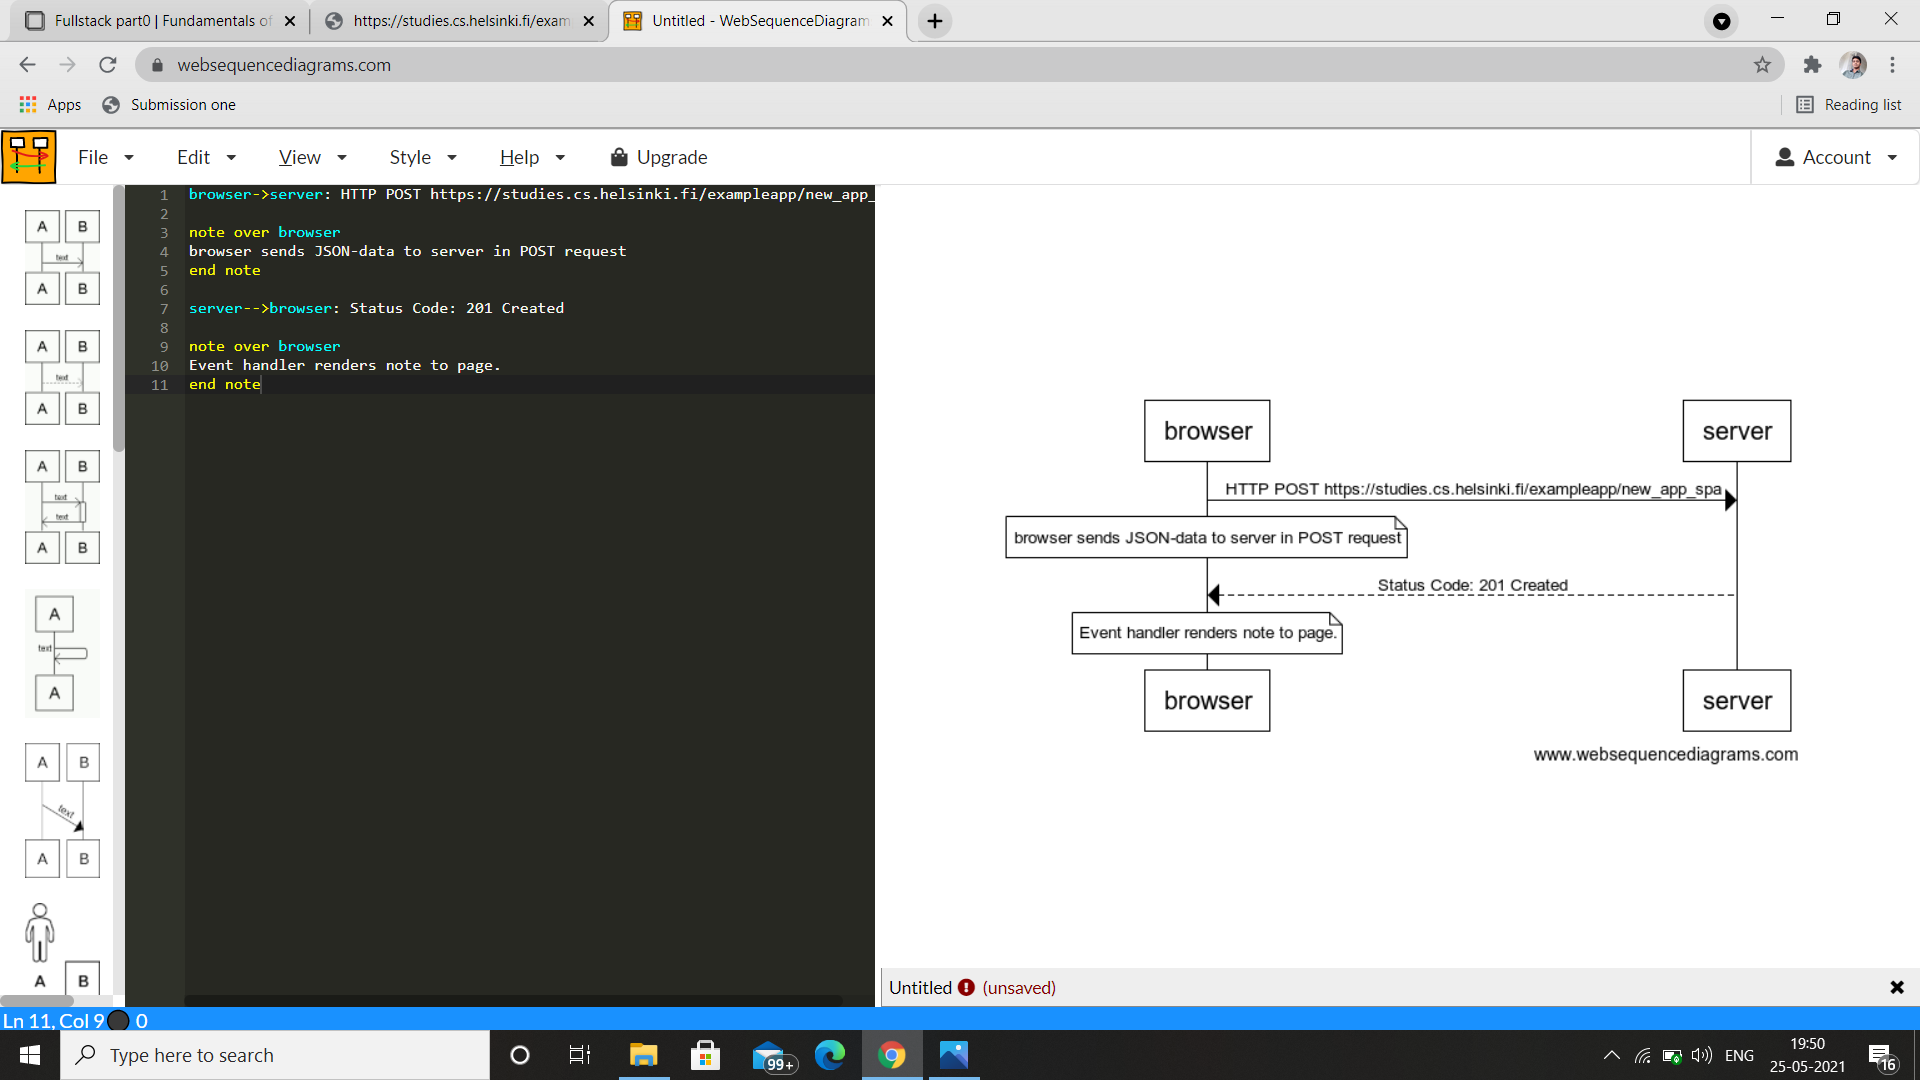 Fullstack part0 | Fundamentals of
https://studies.cs.helsinki.fi/exam
Untitled - WebSequenceDiagram
websequencediagrams.com
Apps
Submission one
Reading list
File
Edit
View
Style
Help
Upgrade
Account
1 browser->server: HTTP POST https://studies.cs.helsinki.fi/exampleapp/new_app_
2
3 note over browser
4 browser sends JSON-data to server in POST request
5 end note
6
7 server-->browser: Status Code: 201 Created
8
9 note over browser
10 Event handler renders note to page.
11 end note
A B
text
A B
A B
text
A B
A B
text
text
A B
A
text
A
A B
text
A B
A B
browser server
HTTP POST https://studies.cs.helsinki.fi/exampleapp/new_app_spa
browser sends JSON-data to server in POST request
Status Code: 201 Created
Event handler renders note to page.
browser server
www.websequencediagrams.com
Untitled ! (unsaved)
Ln 11, Col 9 0
Type here to search
99+
ENG
19:50
25-05-2021
16